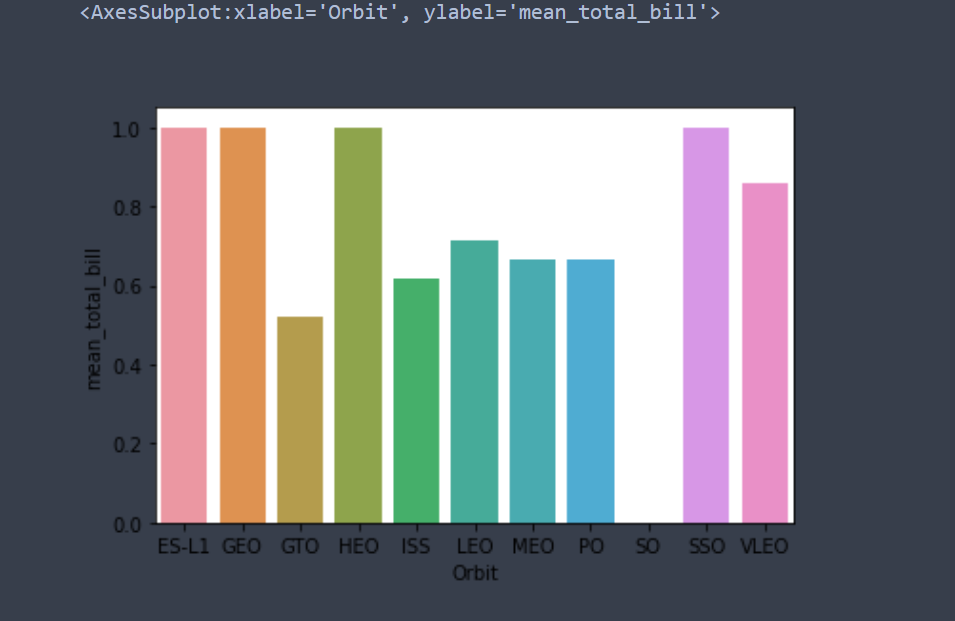 <AxesSubplot:xlabel='Orbit', ylabel='mean_total_bill'>
1.0
0.8
0.6
0.4
0.2
0.0
mean_total_bill
ES-L1 GEO GTO HEO ISS LEO MEO PO SO SSO VLEO
Orbit